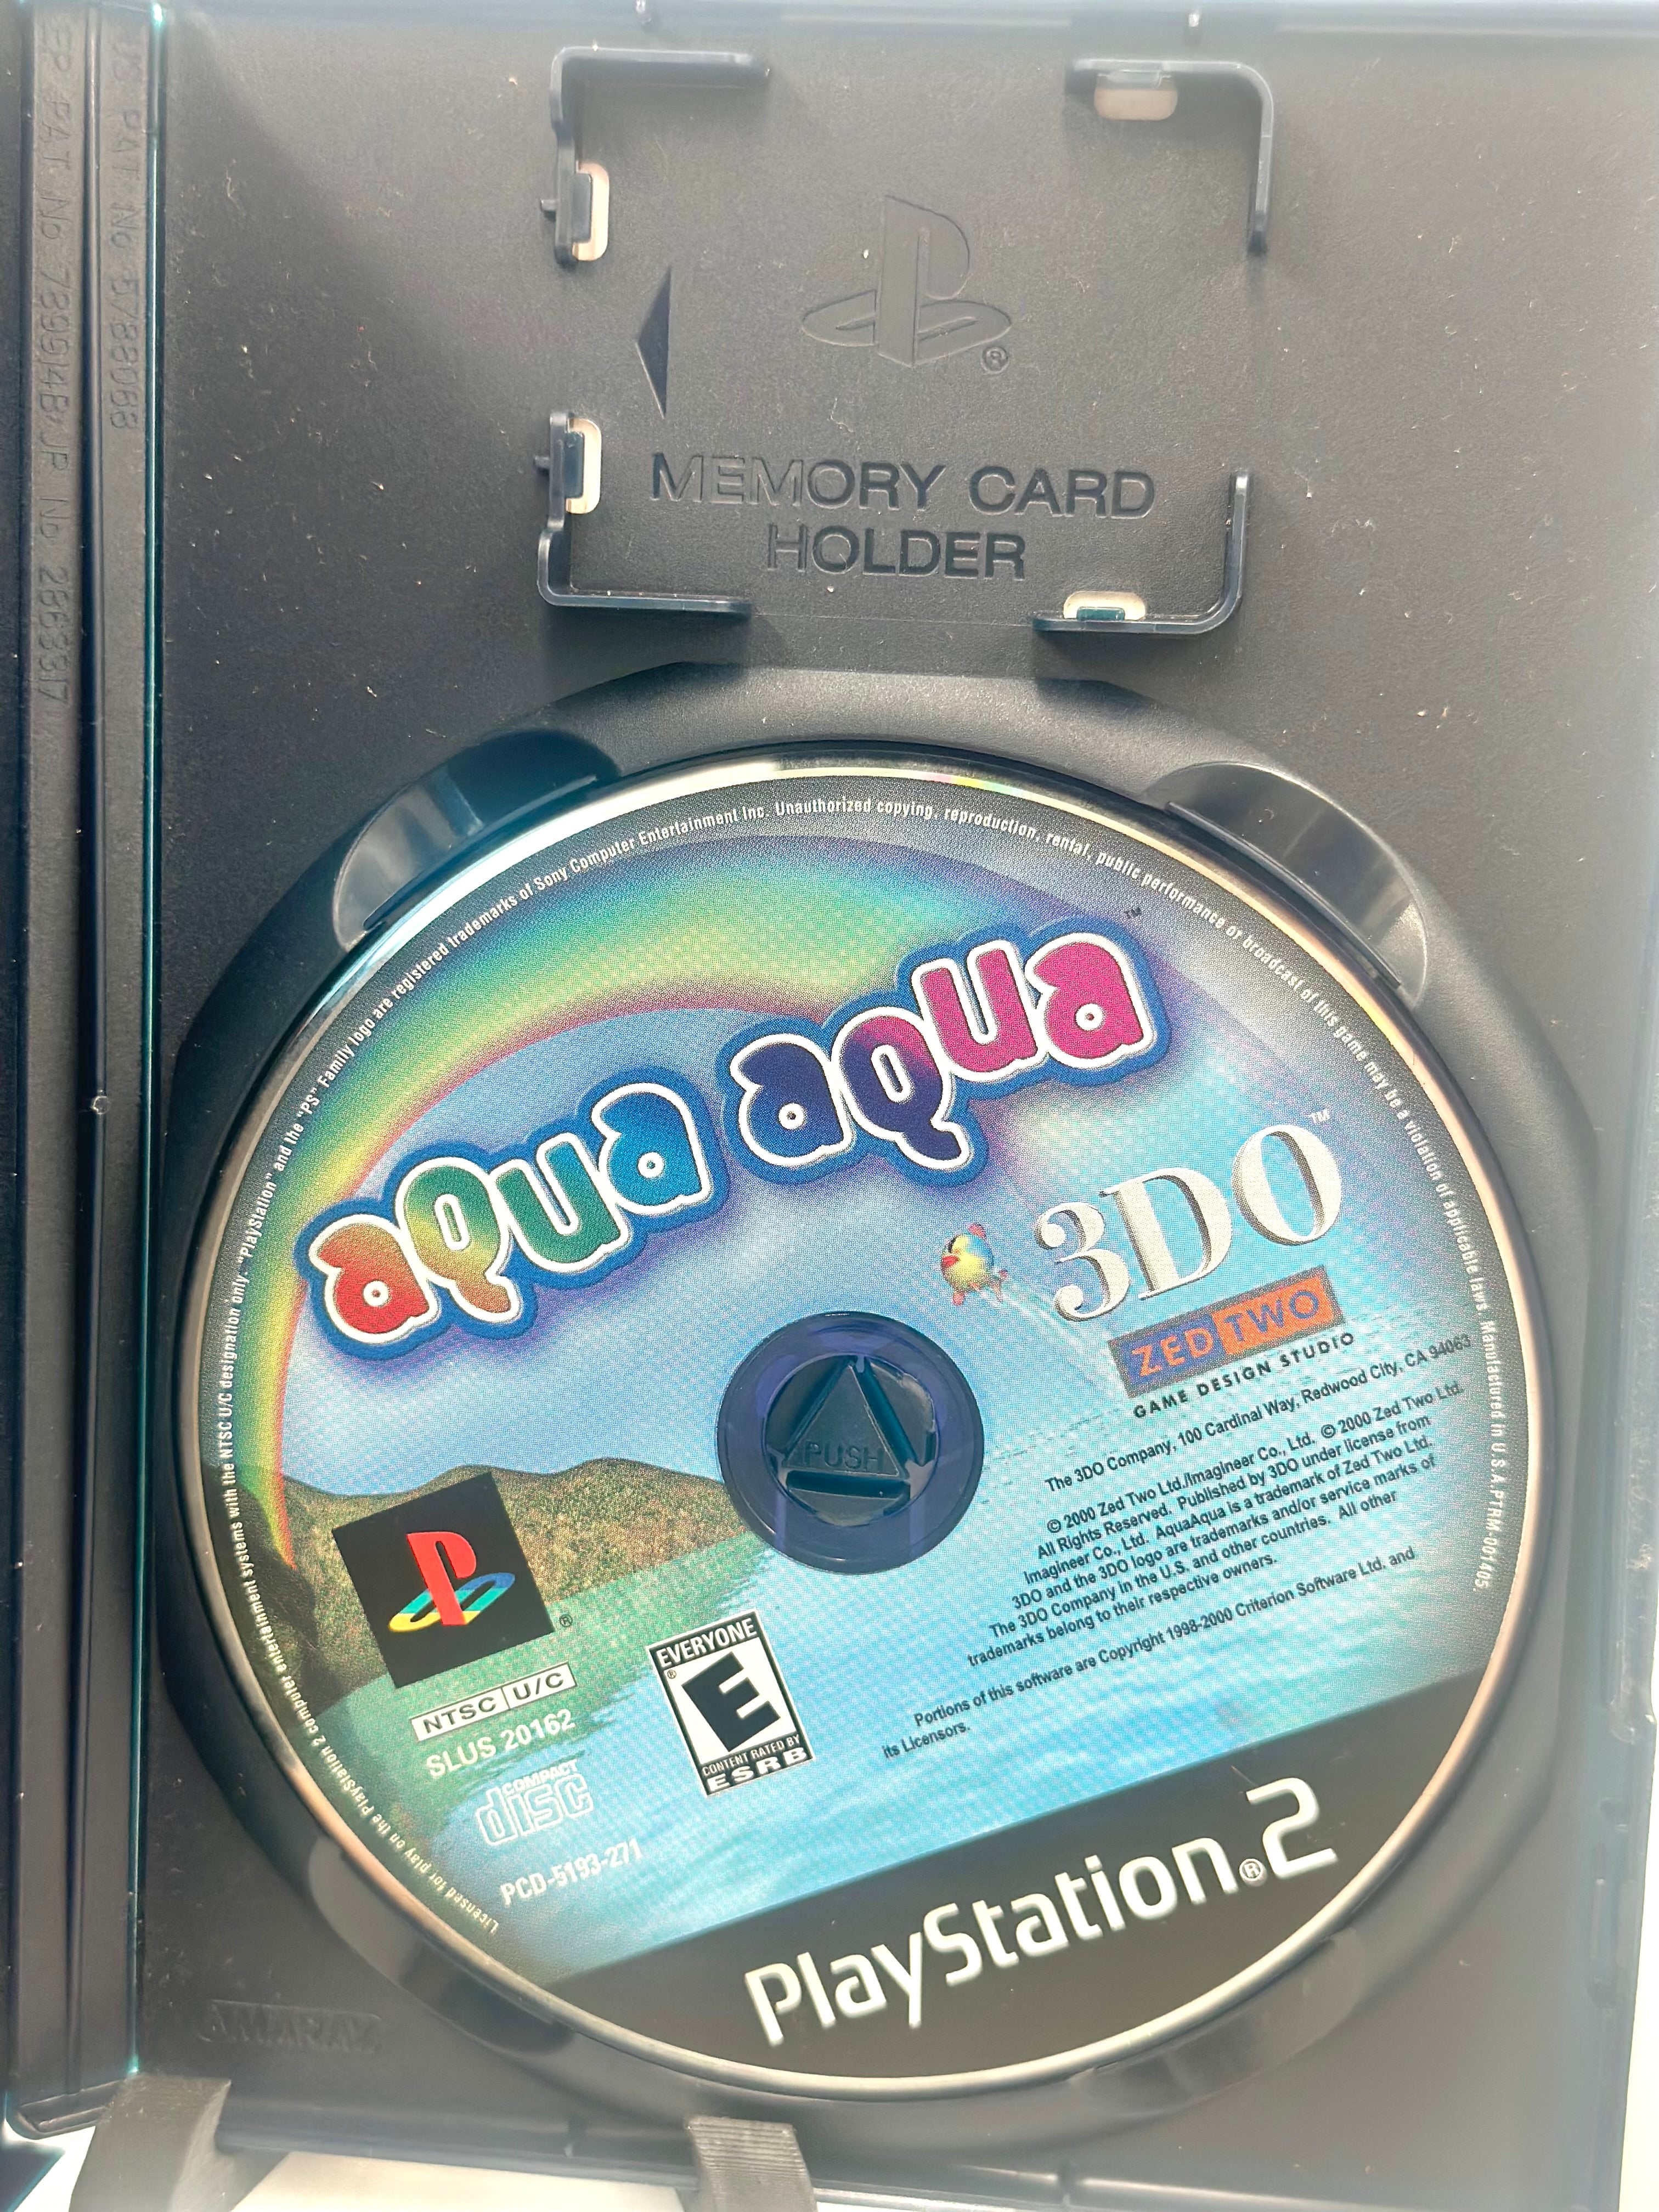 US PAT No 5788068
EP PAT No 789914B/JP No 2863317
®
MEMORY CARD
HOLDER
Licensed for play on the PlayStation 2 computer entertainment systems with the NTSC U/C designation only. "PlayStation" and the "PS" Family logo are registered trademarks of Sony Computer Entertainment Inc. Unauthorized copying, reproduction, rental, public performance or broadcast of this game may be a violation of applicable laws. Manufactured in U.S.A. PTRM-001405
aqua aqua™
3DO™
ZED TWO
GAME DESIGN STUDIO
The 3DO Company, 100 Cardinal Way, Redwood City, CA 94063
© 2000 Zed Two Ltd./Imagineer Co., Ltd. © 2000 Zed Two Ltd.
All Rights Reserved. Published by 3DO under license from
Imagineer Co., Ltd. AquaAqua is a trademark of Zed Two Ltd.
3DO and the 3DO logo are trademarks and/or service marks of
The 3DO Company in the U.S. and other countries. All other
trademarks belong to their respective owners.
Portions of this software are Copyright 1998-2000 Criterion Software Ltd. and
its Licensors.
PUSH
®
NTSC U/C
SLUS 20162
COMPACT
disc
PCD-5193-271
EVERYONE
®
E
CONTENT RATED BY
ESRB
PlayStation®2
AMARAY